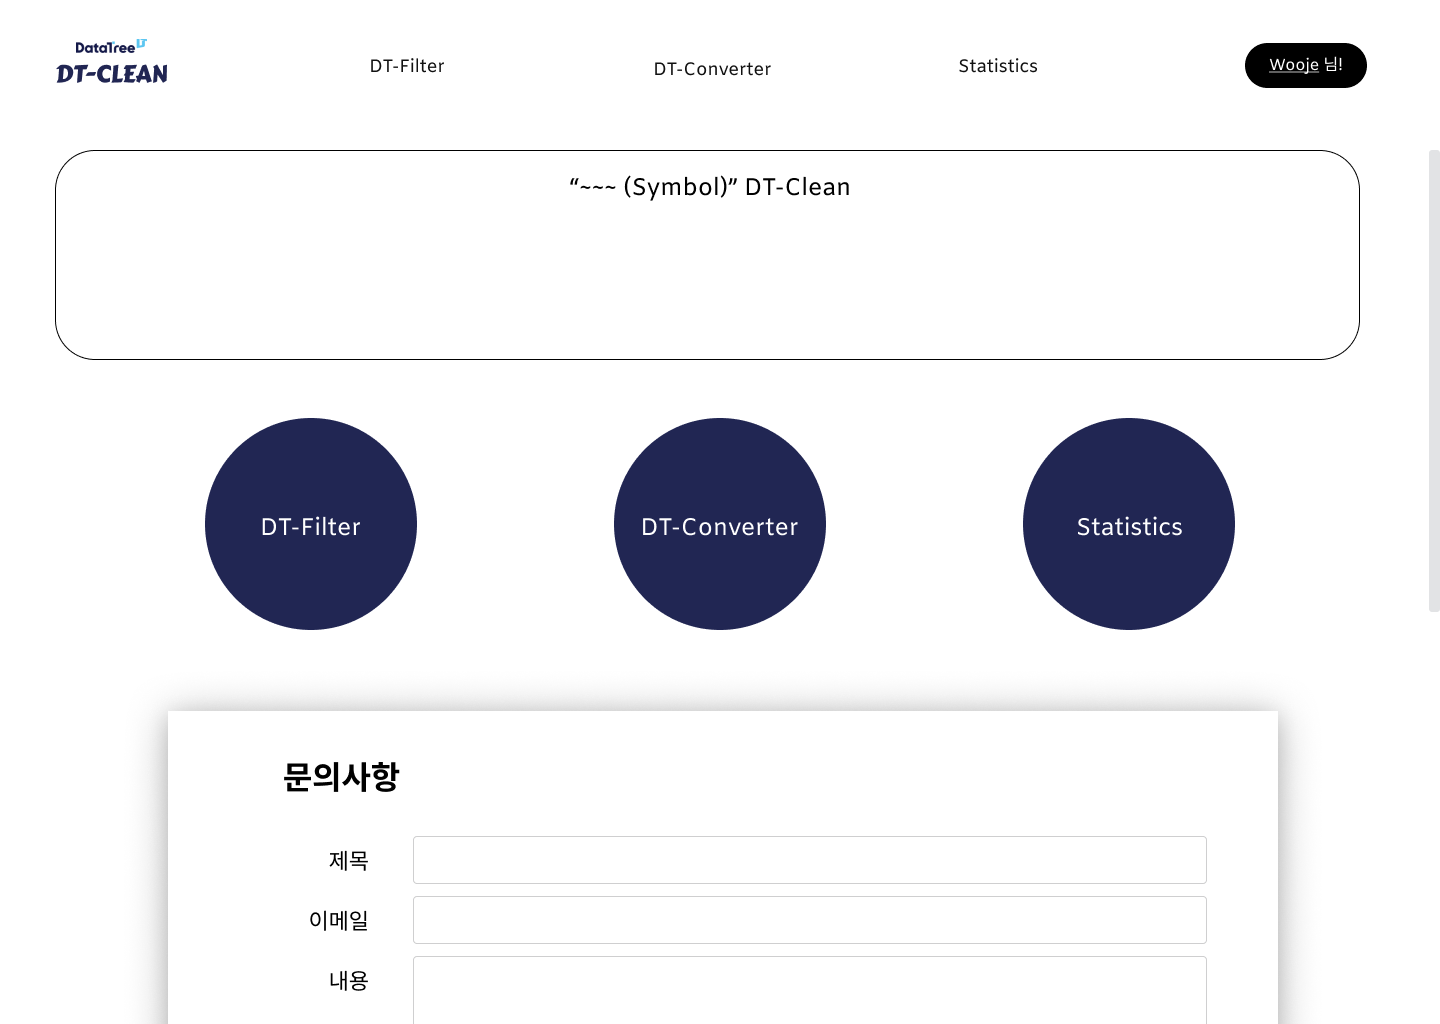 DataTree DT
DT-CLEAN
DT-Filter
DT-Converter
Statistics
Wooje 님!
“~~~ (Symbol)” DT-Clean
DT-Filter
DT-Converter
Statistics
문의사항
제목
이메일
내용